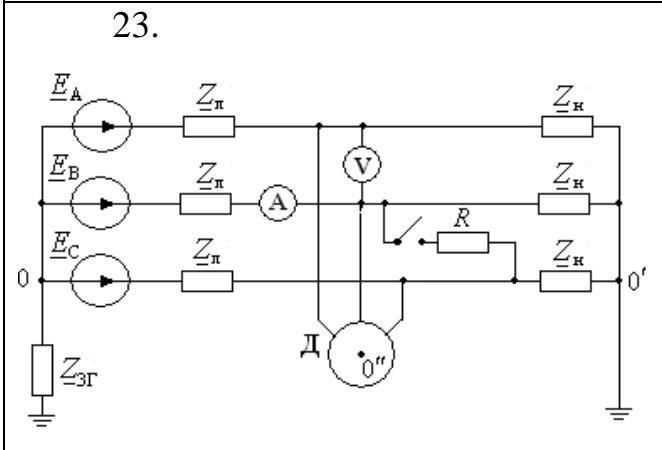 23.
E_A Z_л Z_н
V
E_B Z_л A Z_н
R
E_C Z_л Z_н
0 0'
Д 0''
Z_ЗГ